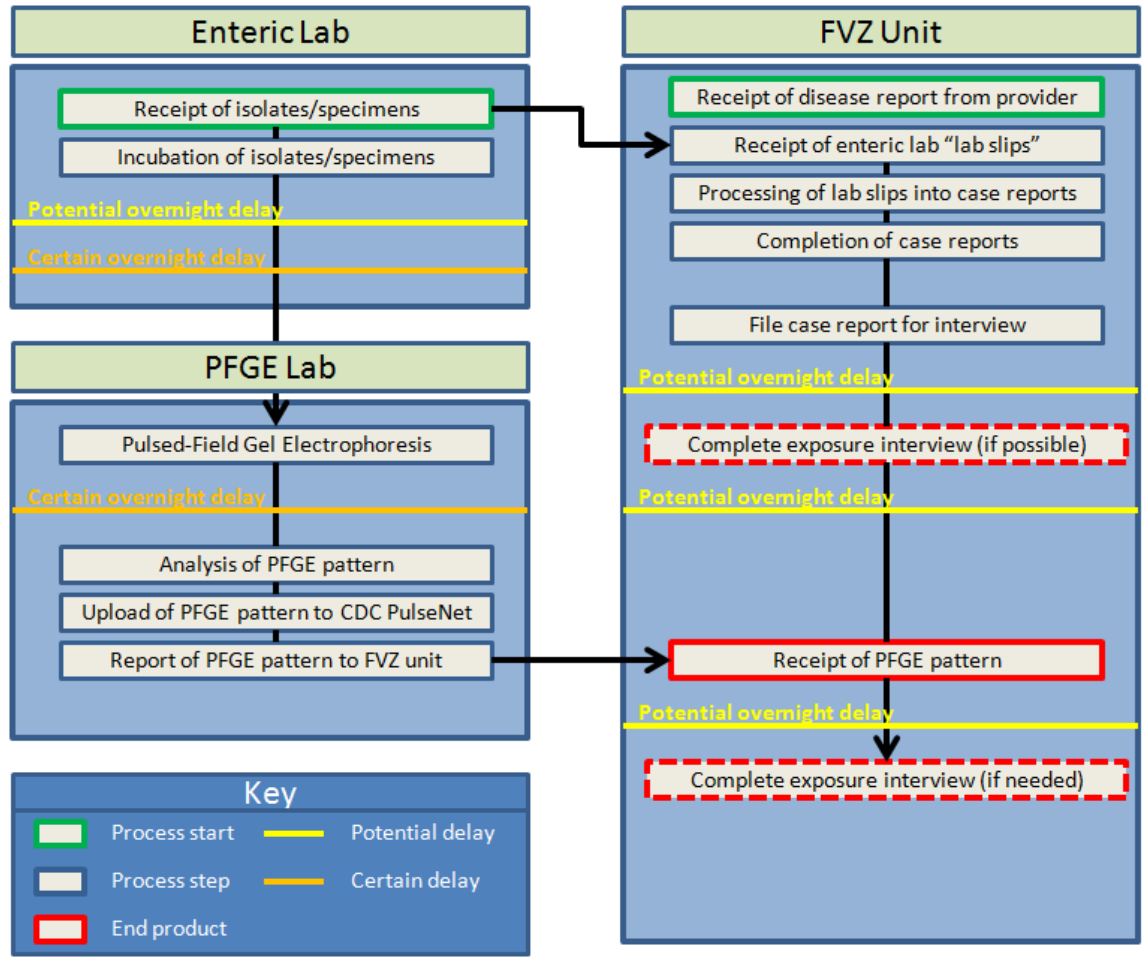 Enteric Lab
Receipt of isolates/specimens
Incubation of isolates/specimens
Potential overnight delay
Certain overnight delay
PFGE Lab
Pulsed-Field Gel Electrophoresis
Certain overnight delay
Analysis of PFGE pattern
Upload of PFGE pattern to CDC PulseNet
Report of PFGE pattern to FVZ unit
FVZ Unit
Receipt of disease report from provider
Receipt of enteric lab “lab slips”
Processing of lab slips into case reports
Completion of case reports
File case report for interview
Potential overnight delay
Complete exposure interview (if possible)
Potential overnight delay
Receipt of PFGE pattern
Potential overnight delay
Complete exposure interview (if needed)
Key
Process start
Potential delay
Process step
Certain delay
End product